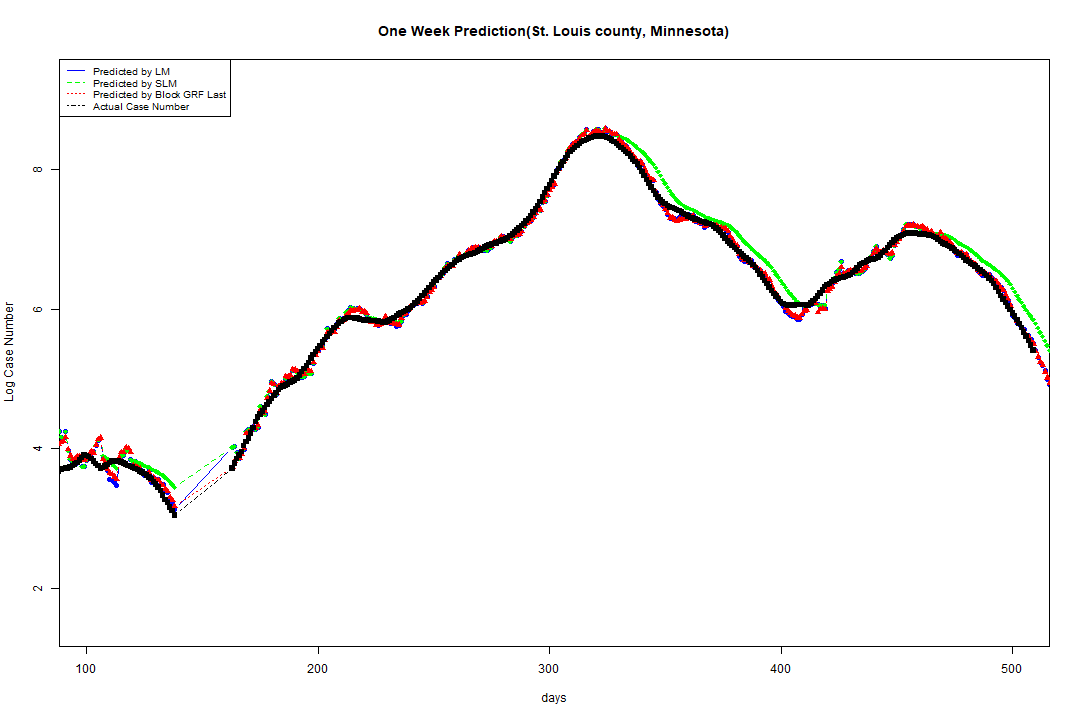 One Week Prediction(St. Louis county, Minnesota)
Predicted by LM
Predicted by SLM
Predicted by Block GRF Last
Actual Case Number
Log Case Number
8
6
4
2
100 200 300 400 500
days